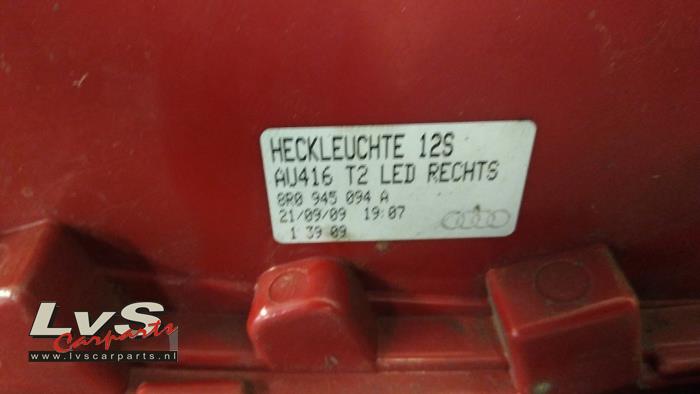 HECKLEUCHTE 12S
AU416 T2 LED RECHTS
8R0 945 094 A
21/09/09 19:07
1 39 09
LvS
Carparts
www.lvscarparts.nl